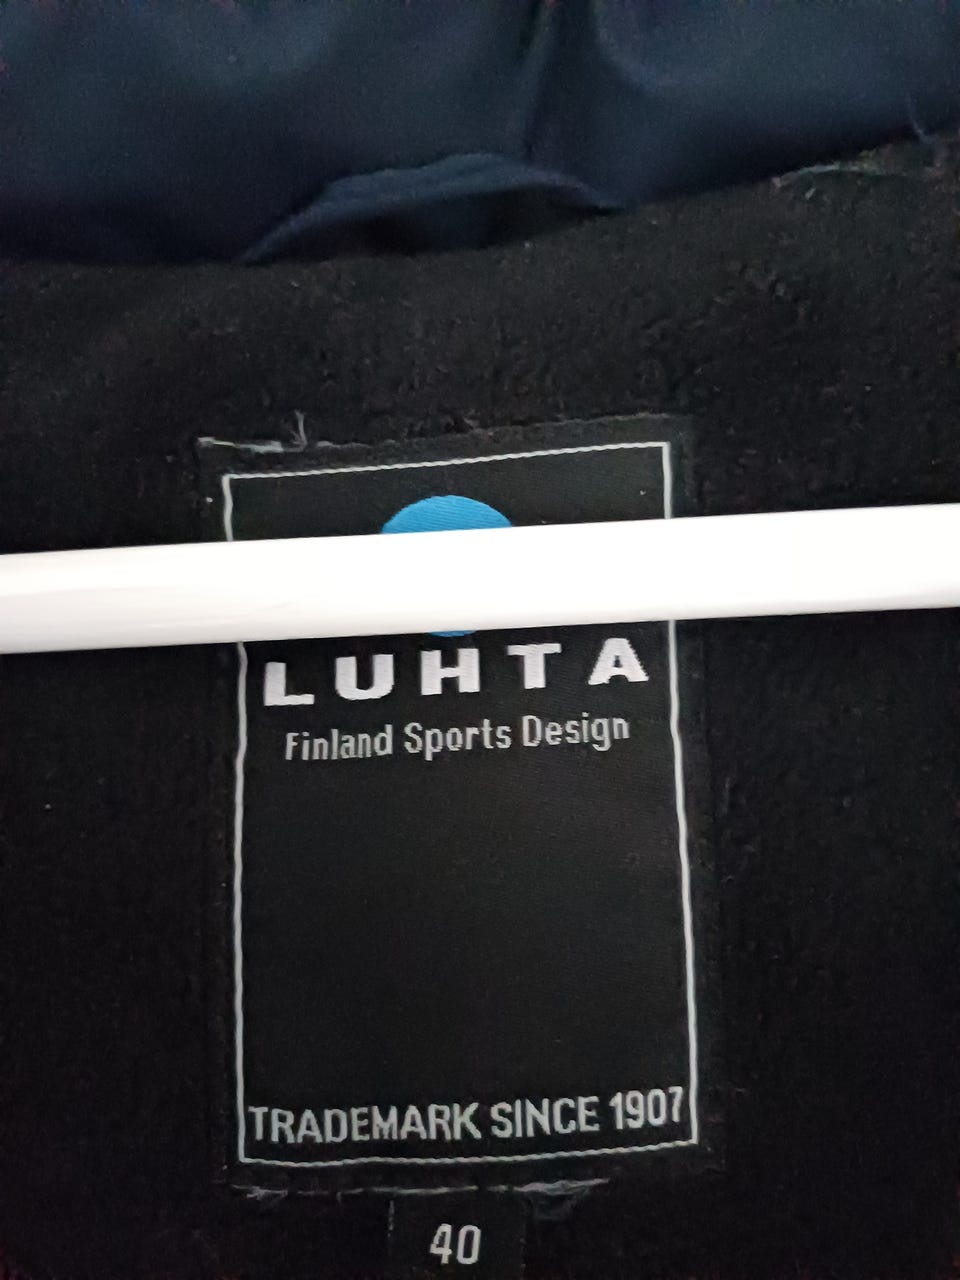 LUHTA
Finland Sports Design
TRADEMARK SINCE 1907
40